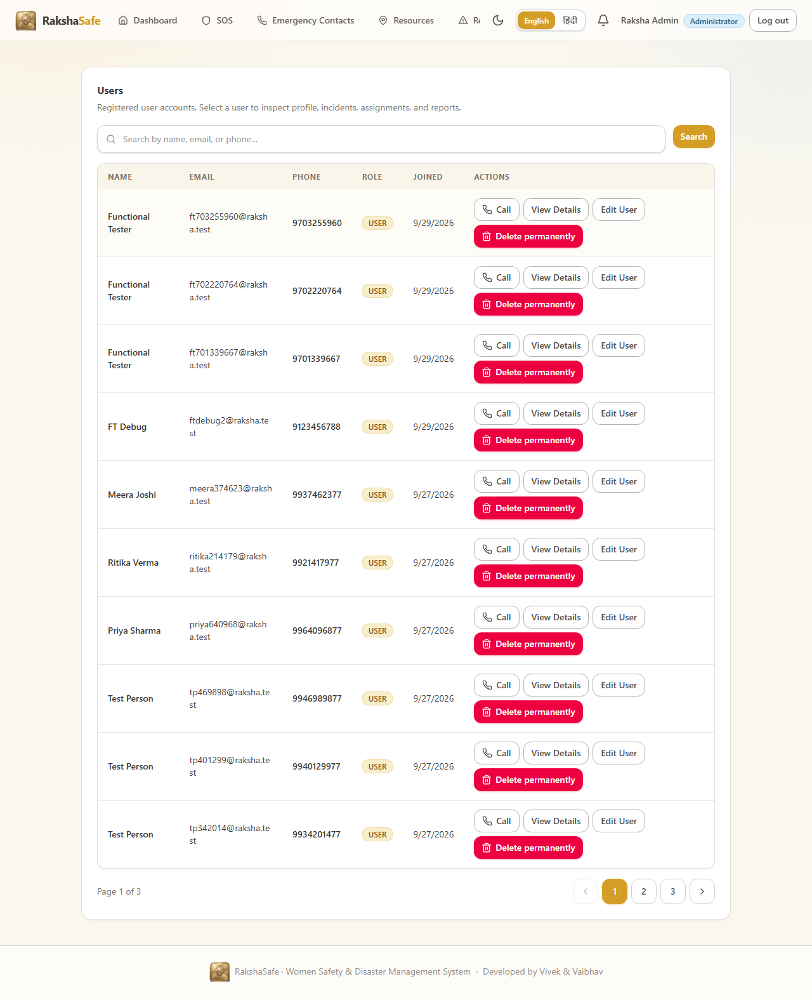 RakshaSafe Dashboard SOS Emergency Contacts Resources Re English हिंदी Raksha Admin Administrator Log out
Users
Registered user accounts. Select a user to inspect profile, incidents, assignments, and reports.
Search by name, email, or phone... Search
NAME EMAIL PHONE ROLE JOINED ACTIONS
Functional Tester ft703255960@raksha.test 9703255960 USER 9/29/2026 Call View Details Edit User
Delete permanently
Functional Tester ft702220764@raksha.test 9702220764 USER 9/29/2026 Call View Details Edit User
Delete permanently
Functional Tester ft701339667@raksha.test 9701339667 USER 9/29/2026 Call View Details Edit User
Delete permanently
FT Debug ftdebug2@raksha.test 9123456788 USER 9/29/2026 Call View Details Edit User
Delete permanently
Meera Joshi meera374623@raksha.test 9937462377 USER 9/27/2026 Call View Details Edit User
Delete permanently
Ritika Verma ritika214179@raksha.test 9921417977 USER 9/27/2026 Call View Details Edit User
Delete permanently
Priya Sharma priya640968@raksha.test 9964096877 USER 9/27/2026 Call View Details Edit User
Delete permanently
Test Person tp469898@raksha.test 9946989877 USER 9/27/2026 Call View Details Edit User
Delete permanently
Test Person tp401299@raksha.test 9940129977 USER 9/27/2026 Call View Details Edit User
Delete permanently
Test Person tp342014@raksha.test 9934201477 USER 9/27/2026 Call View Details Edit User
Delete permanently
Page 1 of 3 1 2 3
RakshaSafe · Women Safety & Disaster Management System · Developed by Vivek & Vaibhav